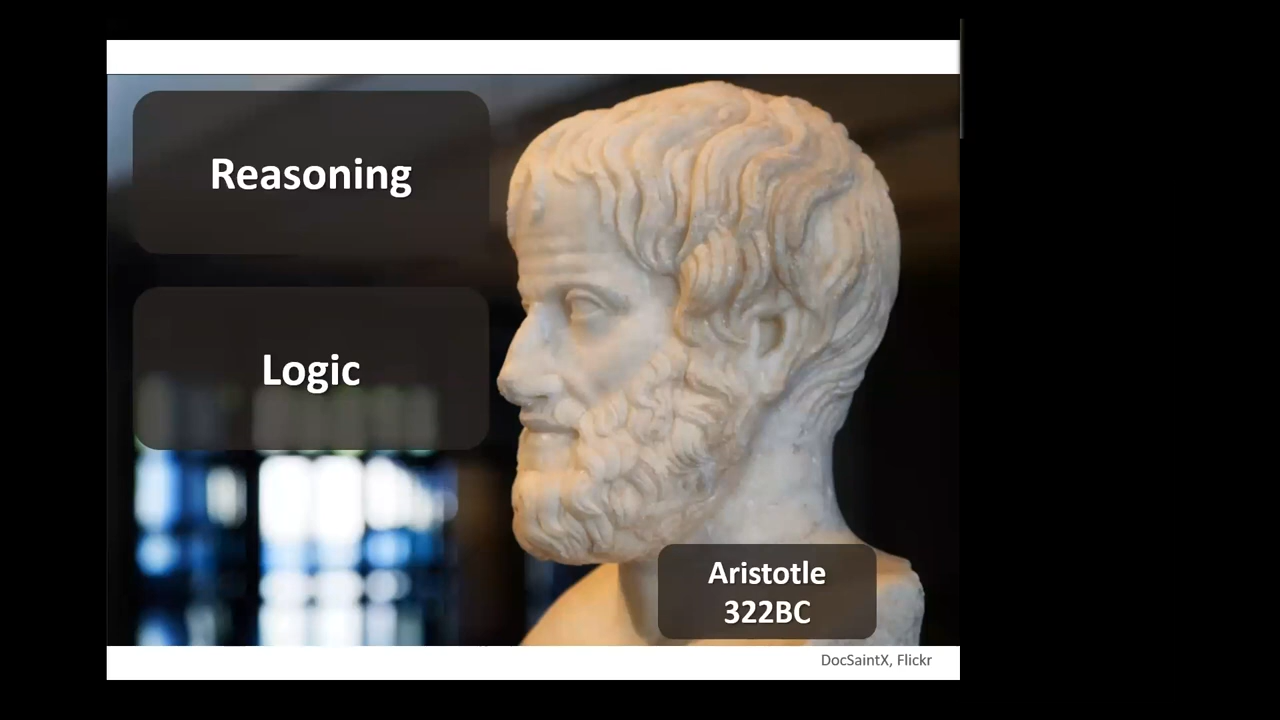 Reasoning
Logic
Aristotle
322BC
DocSaintX, Flickr